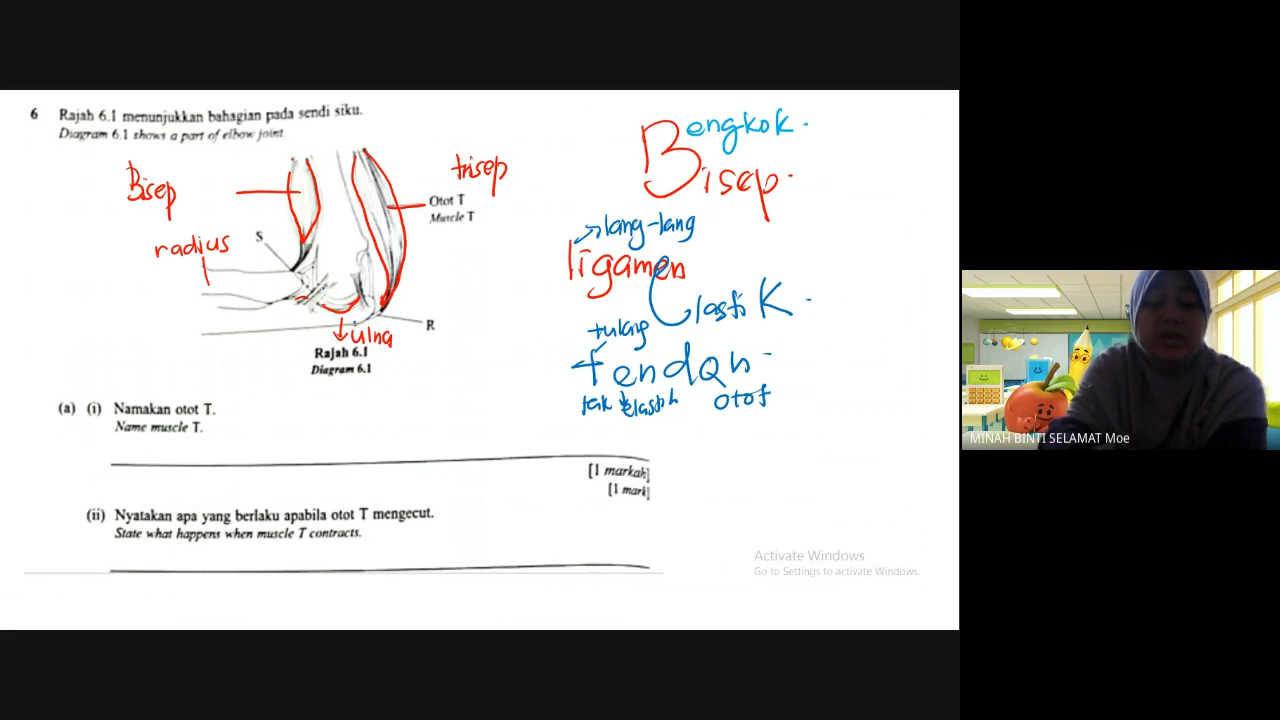 6 Rajah 6.1 menunjukkan bahagian pada sendi siku.
Diagram 6.1 shows a part of elbow joint.
Bisep
trisep
Otot T
Muscle T
radius
S
R
ulna
Rajah 6.1
Diagram 6.1
(a) (i) Namakan otot T.
Name muscle T.
[1 markah]
[1 mark]
(ii) Nyatakan apa yang berlaku apabila otot T mengecut.
State what happens when muscle T contracts.
Bengkok.
Bisep.
lang-lang
ligamen
elastik
tulang
tendon
tak elastik otot
Activate Windows
Go to Settings to activate Windows.
MINAH BINTI SELAMAT Moe